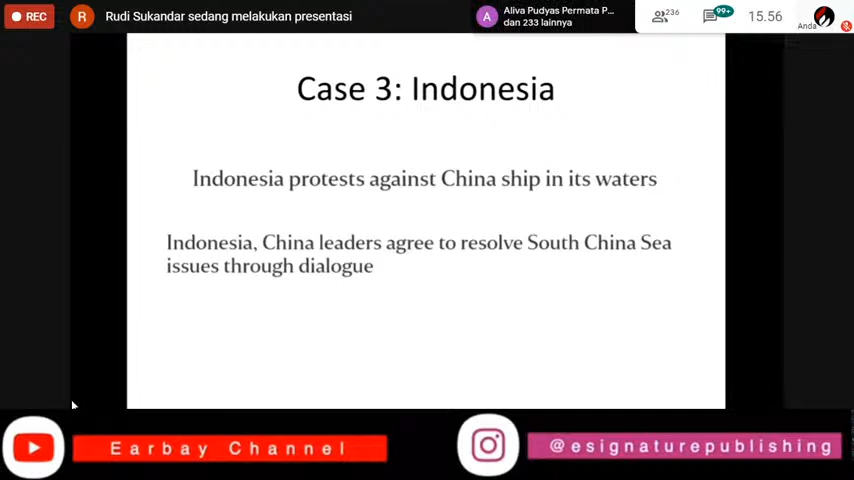 REC
R
Rudi Sukandar sedang melakukan presentasi
A
Aliva Pudyas Permata P...
dan 233 lainnya
236
99+
15.56
Anda
Case 3: Indonesia
Indonesia protests against China ship in its waters
Indonesia, China leaders agree to resolve South China Sea
issues through dialogue
Earbay Channel
@esignaturepublishing